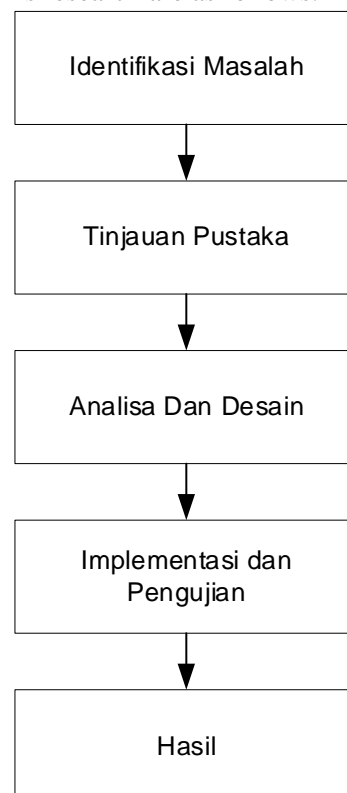 Identifikasi Masalah
Tinjauan Pustaka
Analisa Dan Desain
Implementasi dan
Pengujian
Hasil